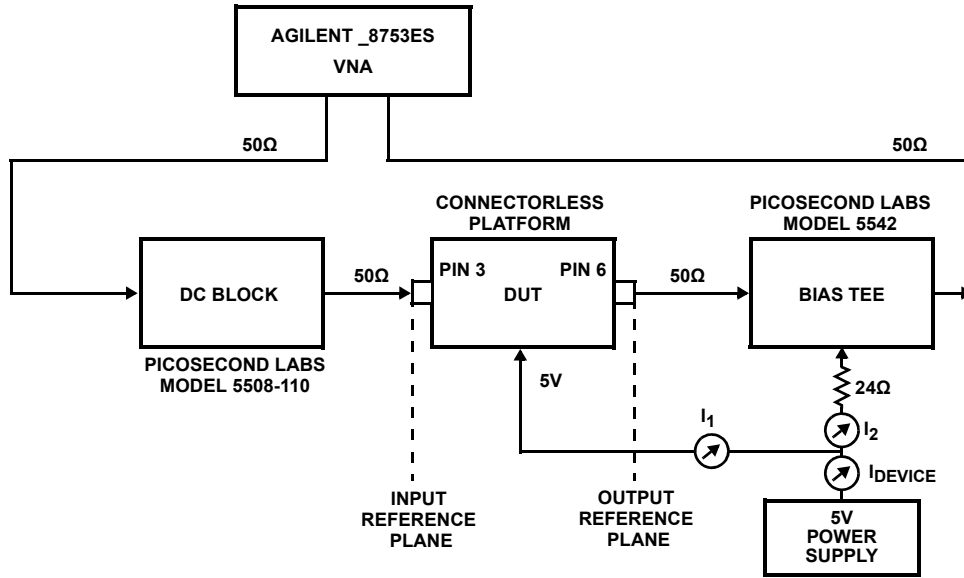 AGILENT _8753ES
VNA
50Ω
50Ω
CONNECTORLESS
PLATFORM
PICOSECOND LABS
MODEL 5542
DC BLOCK
50Ω
PIN 3
PIN 6
DUT
50Ω
BIAS TEE
PICOSECOND LABS
MODEL 5508-110
5V
24Ω
I1
I2
IDEVICE
INPUT
REFERENCE
PLANE
OUTPUT
REFERENCE
PLANE
5V
POWER
SUPPLY